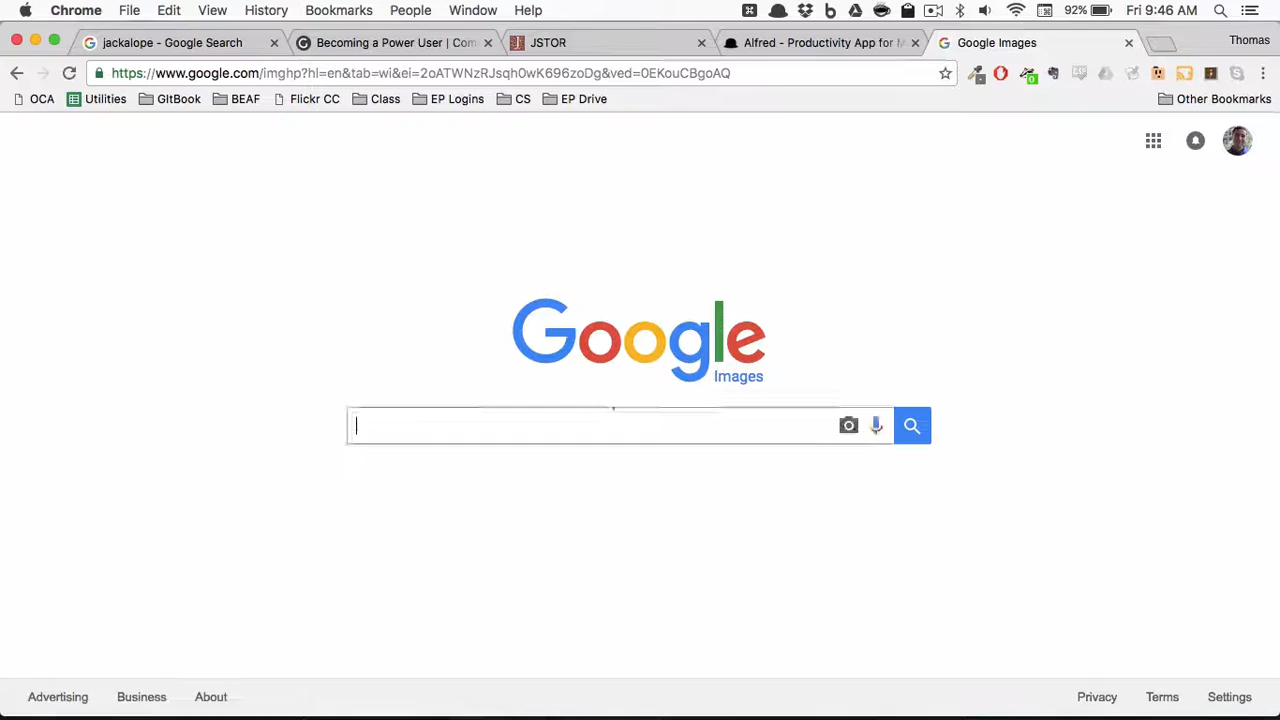 Chrome File Edit View History Bookmarks People Window Help 92% Fri 9:46 AM
jackalope - Google Search Becoming a Power User | Com JSTOR Alfred - Productivity App for M Google Images Thomas
https://www.google.com/imghp?hl=en&tab=wi&ei=
OCA Utilities GItBook BEAF Flickr CC Class EP Logins CS EP Drive Other Bookmarks
Google
Images
Advertising Business About Privacy Terms Settings